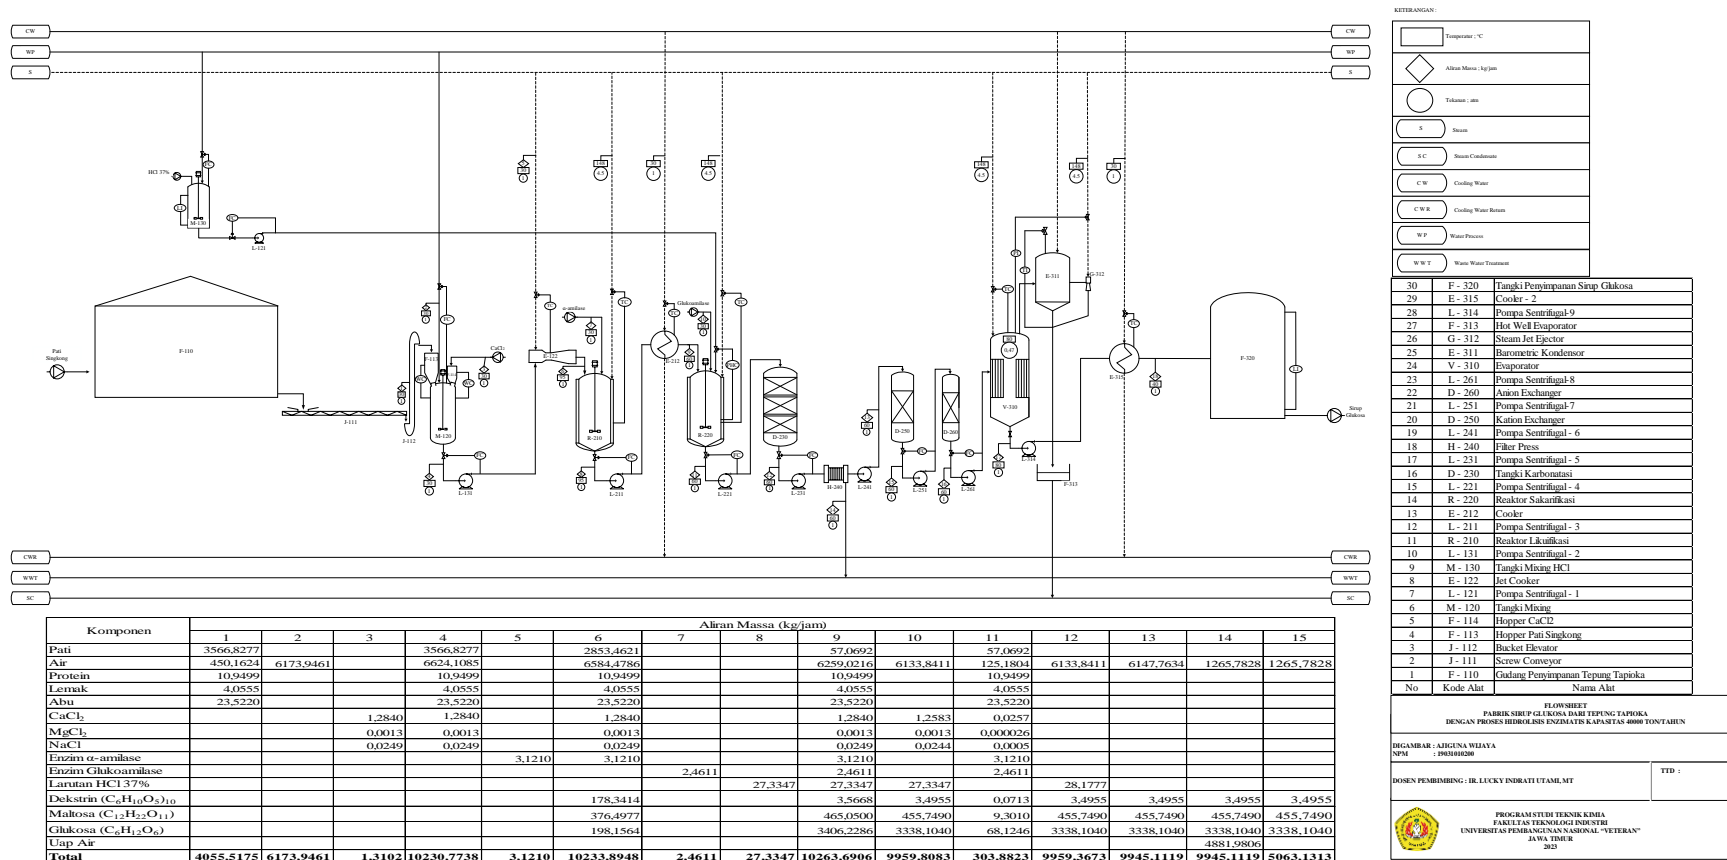 KETERANGAN :
CW
CW
WP
WP
S
S
Temperatur ; °C
Aliran Massa ; kg/jam
Tekanan ; atm
S Steam
S C Steam Condensate
C W Cooling Water
C W R Cooling Water Return
W P Water Process
W W T Waste Water Treatment
HCl 37%
M-130
L-121
Pati
Singkong
F-110
J-111
J-112
F-113
CaCl2
M-120
L-131
E-122
α-amilase
R-210
L-211
E-212
Glukoamilase
R-220
L-221
D-230
L-231
H-240
L-241
D-250
L-251
D-260
L-261
V-310
L-314
E-311
G-312
F-313
E-315
F-320
Sirup
Glukosa
CWR
CWR
WWT
WWT
SC
SC
30 F - 320 Tangki Penyimpanan Sirup Glukosa
29 E - 315 Cooler - 2
28 L - 314 Pompa Sentrifugal-9
27 F - 313 Hot Well Evaporator
26 G - 312 Steam Jet Ejector
25 E - 311 Barometric Kondensor
24 V - 310 Evaporator
23 L - 261 Pompa Sentrifugal-8
22 D - 260 Anion Exchanger
21 L - 251 Pompa Sentrifugal-7
20 D - 250 Kation Exchanger
19 L - 241 Pompa Sentrifugal - 6
18 H - 240 Filter Press
17 L - 231 Pompa Sentrifugal - 5
16 D - 230 Tangki Karbonatasi
15 L - 221 Pompa Sentrifugal - 4
14 R - 220 Reaktor Sakarifikasi
13 E - 212 Cooler
12 L - 211 Pompa Sentrifugal - 3
11 R - 210 Reaktor Likuifikasi
10 L - 131 Pompa Sentrifugal - 2
9 M - 130 Tangki Mixing HCl
8 E - 122 Jet Cooker
7 L - 121 Pompa Sentrifugal - 1
6 M - 120 Tangki Mixing
5 F - 114 Hopper CaCl2
4 F - 113 Hopper Pati Singkong
3 J - 112 Bucket Elevator
2 J - 111 Screw Conveyor
1 F - 110 Gudang Penyimpanan Tepung Tapioka
No Kode Alat Nama Alat
Komponen Aliran Massa (kg/jam)
1 2 3 4 5 6 7 8 9 10 11 12 13 14 15
Pati 3566,8277 3566,8277 2853,4621 57,0692 57,0692
Air 450,1624 6173,9461 6624,1085 6584,4786 6259,0216 6133,8411 125,1804 6133,8411 6147,7634 1265,7828 1265,7828
Protein 10,9499 10,9499 10,9499 10,9499 10,9499
Lemak 4,0555 4,0555 4,0555 4,0555 4,0555
Abu 23,5220 23,5220 23,5220 23,5220 23,5220
CaCl2 1,2840 1,2840 1,2840 1,2840 1,2583 0,0257
MgCl2 0,0013 0,0013 0,0013 0,0013 0,0013 0,000026
NaCl 0,0249 0,0249 0,0249 0,0249 0,0244 0,0005
Enzim α-amilase 3,1210 3,1210 3,1210 3,1210
Enzim Glukoamilase 2,4611 2,4611 2,4611
Larutan HCl 37% 27,3347 27,3347 27,3347 28,1777
Dekstrin (C6H10O5)10 178,3414 3,5668 3,4955 0,0713 3,4955 3,4955 3,4955 3,4955
Maltosa (C12H22O11) 376,4977 465,0500 455,7490 9,3010 455,7490 455,7490 455,7490 455,7490
Glukosa (C6H12O6) 198,1564 3406,2286 3338,1040 68,1246 3338,1040 3338,1040 3338,1040 3338,1040
Uap Air 4881,9806
Total 4055,5175 6173,9461 1,3102 10230,7738 3,1210 10233,8948 2,4611 27,3347 10263,6906 9959,8083 303,8823 9959,3673 9945,1119 9945,1119 5063,1313
FLOWSHEET
PABRIK SIRUP GLUKOSA DARI TEPUNG TAPIOKA
DENGAN PROSES HIDROLISIS ENZIMATIS KAPASITAS 40000 TON/TAHUN
DIGAMBAR : AJIGUNA WIJAYA
NPM : 19031010200
DOSEN PEMBIMBING : IR. LUCKY INDRATI UTAMI, MT
TTD :
PROGRAM STUDI TEKNIK KIMIA
FAKULTAS TEKNOLOGI INDUSTRI
UNIVERSITAS PEMBANGUNAN NASIONAL "VETERAN"
JAWA TIMUR
2023